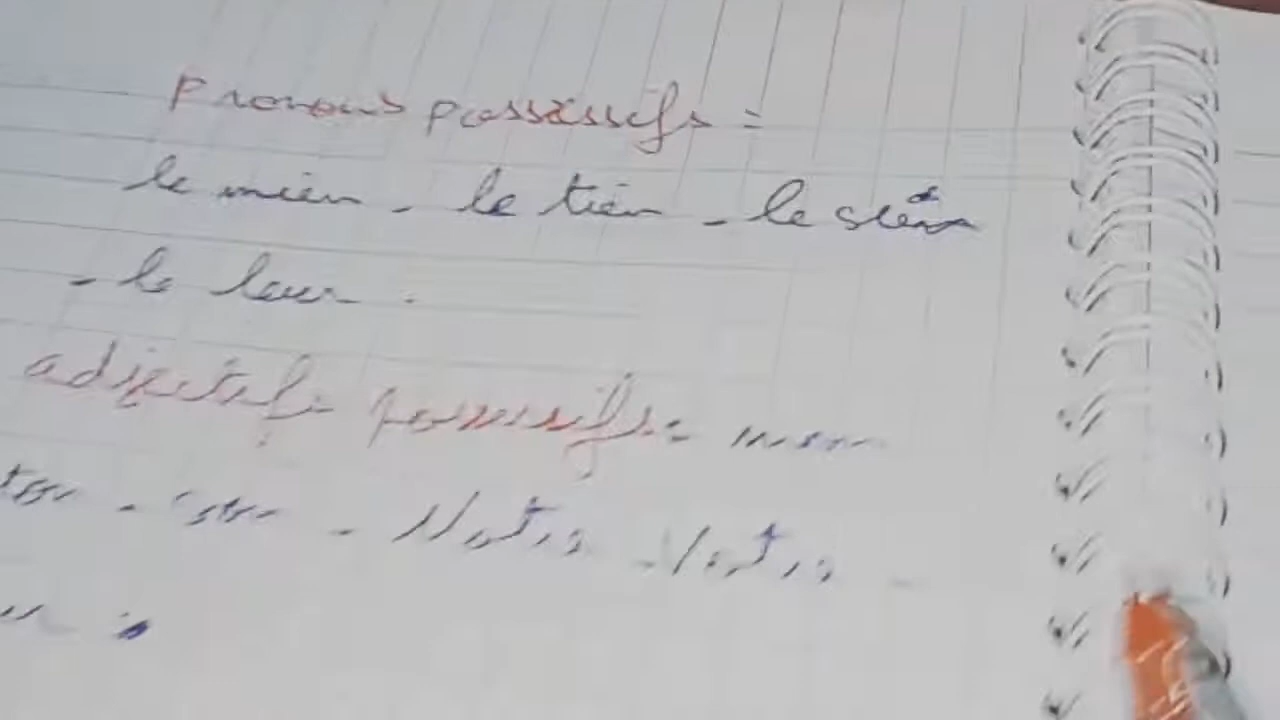 Pronoms possessifs :
le mien - le tien - le sien
- le leur .
adjectifs possessifs : mon
ton - son - Notre - Votre -